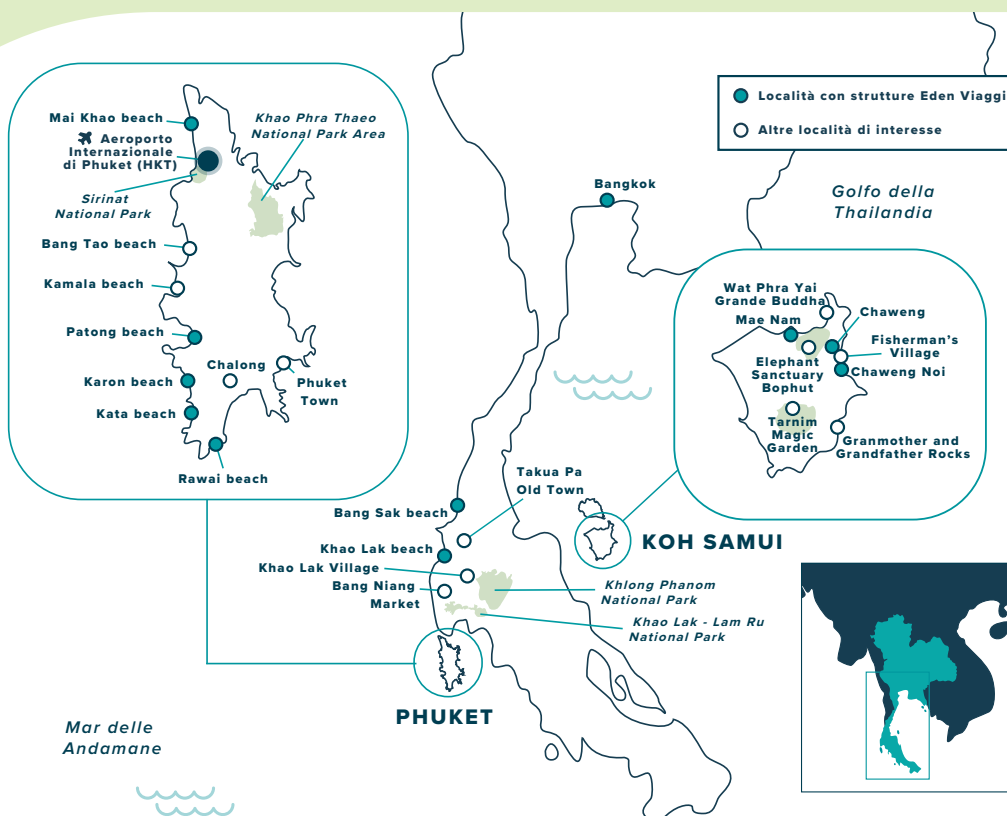 Località con strutture Eden Viaggi
Altre località di interesse
Mai Khao beach
Aeroporto
Internazionale
di Phuket (HKT)
Khao Phra Thaeo
National Park Area
Sirinat
National Park
Bang Tao beach
Kamala beach
Patong beach
Chalong
Karon beach
Phuket
Town
Kata beach
Rawai beach
Bangkok
Golfo della
Thailandia
Wat Phra Yai
Grande Buddha
Mae Nam
Chaweng
Fisherman's
Village
Elephant
Sanctuary
Bophut
Chaweng Noi
Tarnim
Magic
Garden
Granmother and
Grandfather Rocks
Takua Pa
Old Town
Bang Sak beach
KOH SAMUI
Khao Lak beach
Khao Lak Village
Bang Niang
Market
Khlong Phanom
National Park
Khao Lak - Lam Ru
National Park
PHUKET
Mar delle
Andamane